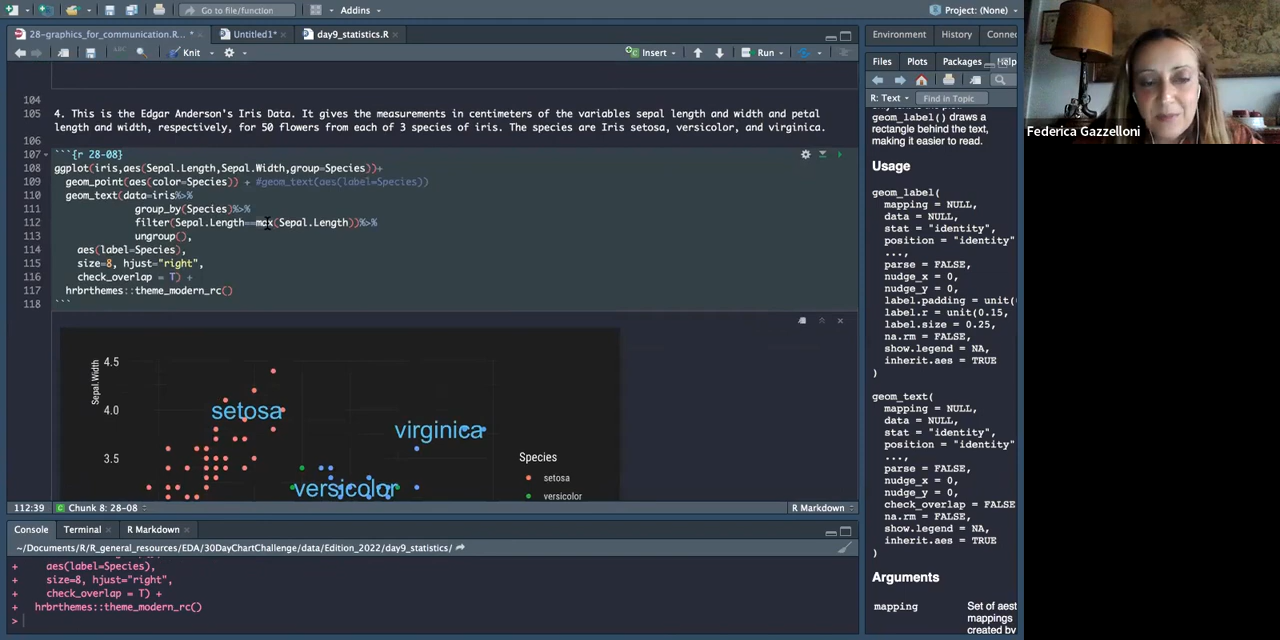 Go to file/function
Addins
Project: (None)
28-graphics_for_communication.R... *
Untitled1*
day9_statistics.R
Environment
History
Connec
Knit
Insert
Run
Files
Plots
Packages
Help
R: Text
Find in Topic
104
105 4. This is the Edgar Anderson's Iris Data. It gives the measurements in centimeters of the variables sepal length and width and petal
length and width, respectively, for 50 flowers from each of 3 species of iris. The species are Iris setosa, versicolor, and virginica.
106
107 ```{r 28-08}
108 ggplot(iris,aes(Sepal.Length,Sepal.Width,group=Species))+
109 geom_point(aes(color=Species)) + #geom_text(aes(label=Species))
110 geom_text(data=iris%>%
111 group_by(Species)%>%
112 filter(Sepal.Length==max(Sepal.Length))%>%
113 ungroup(),
114 aes(label=Species),
115 size=8, hjust="right",
116 check_overlap = T) +
117 hrbrthemes::theme_modern_rc()
118 ```
Sepal.Width
4.5
4.0
3.5
setosa
virginica
versicolor
Species
setosa
versicolor
112:39
Chunk 8: 28-08
R Markdown
Console
Terminal
R Markdown
~/Documents/R/R_general_resources/EDA/30DayChartChallenge/data/Edition_2022/day9_statistics/
+ aes(label=Species),
+ size=8, hjust="right",
+ check_overlap = T) +
+ hrbrthemes::theme_modern_rc()
>
geom_label() draws a
rectangle behind the text,
making it easier to read.
Usage
geom_label(
mapping = NULL,
data = NULL,
stat = "identity",
position = "identity"
...,
parse = FALSE,
nudge_x = 0,
nudge_y = 0,
label.padding = unit(
label.r = unit(0.15,
label.size = 0.25,
na.rm = FALSE,
show.legend = NA,
inherit.aes = TRUE
)
geom_text(
mapping = NULL,
data = NULL,
stat = "identity",
position = "identity"
...,
parse = FALSE,
nudge_x = 0,
nudge_y = 0,
check_overlap = FALSE
na.rm = FALSE,
show.legend = NA,
inherit.aes = TRUE
)
Arguments
mapping
Set of aest
mappings
created by
Federica Gazzelloni